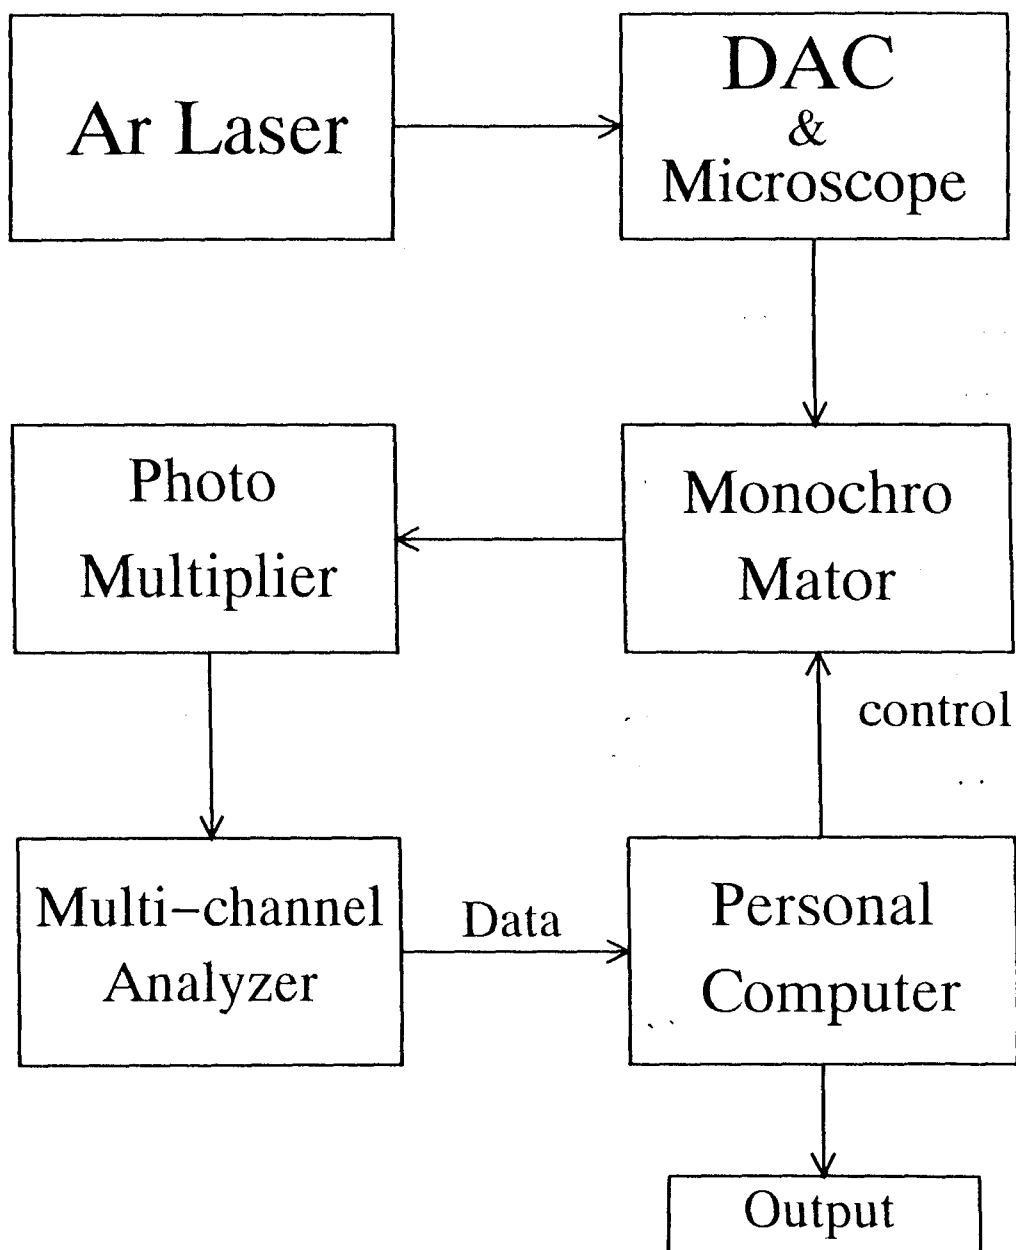 Ar Laser
DAC
&
Microscope
Photo
Multiplier
Monochro
Mator
control
Multi-channel
Analyzer
Data
Personal
Computer
Output